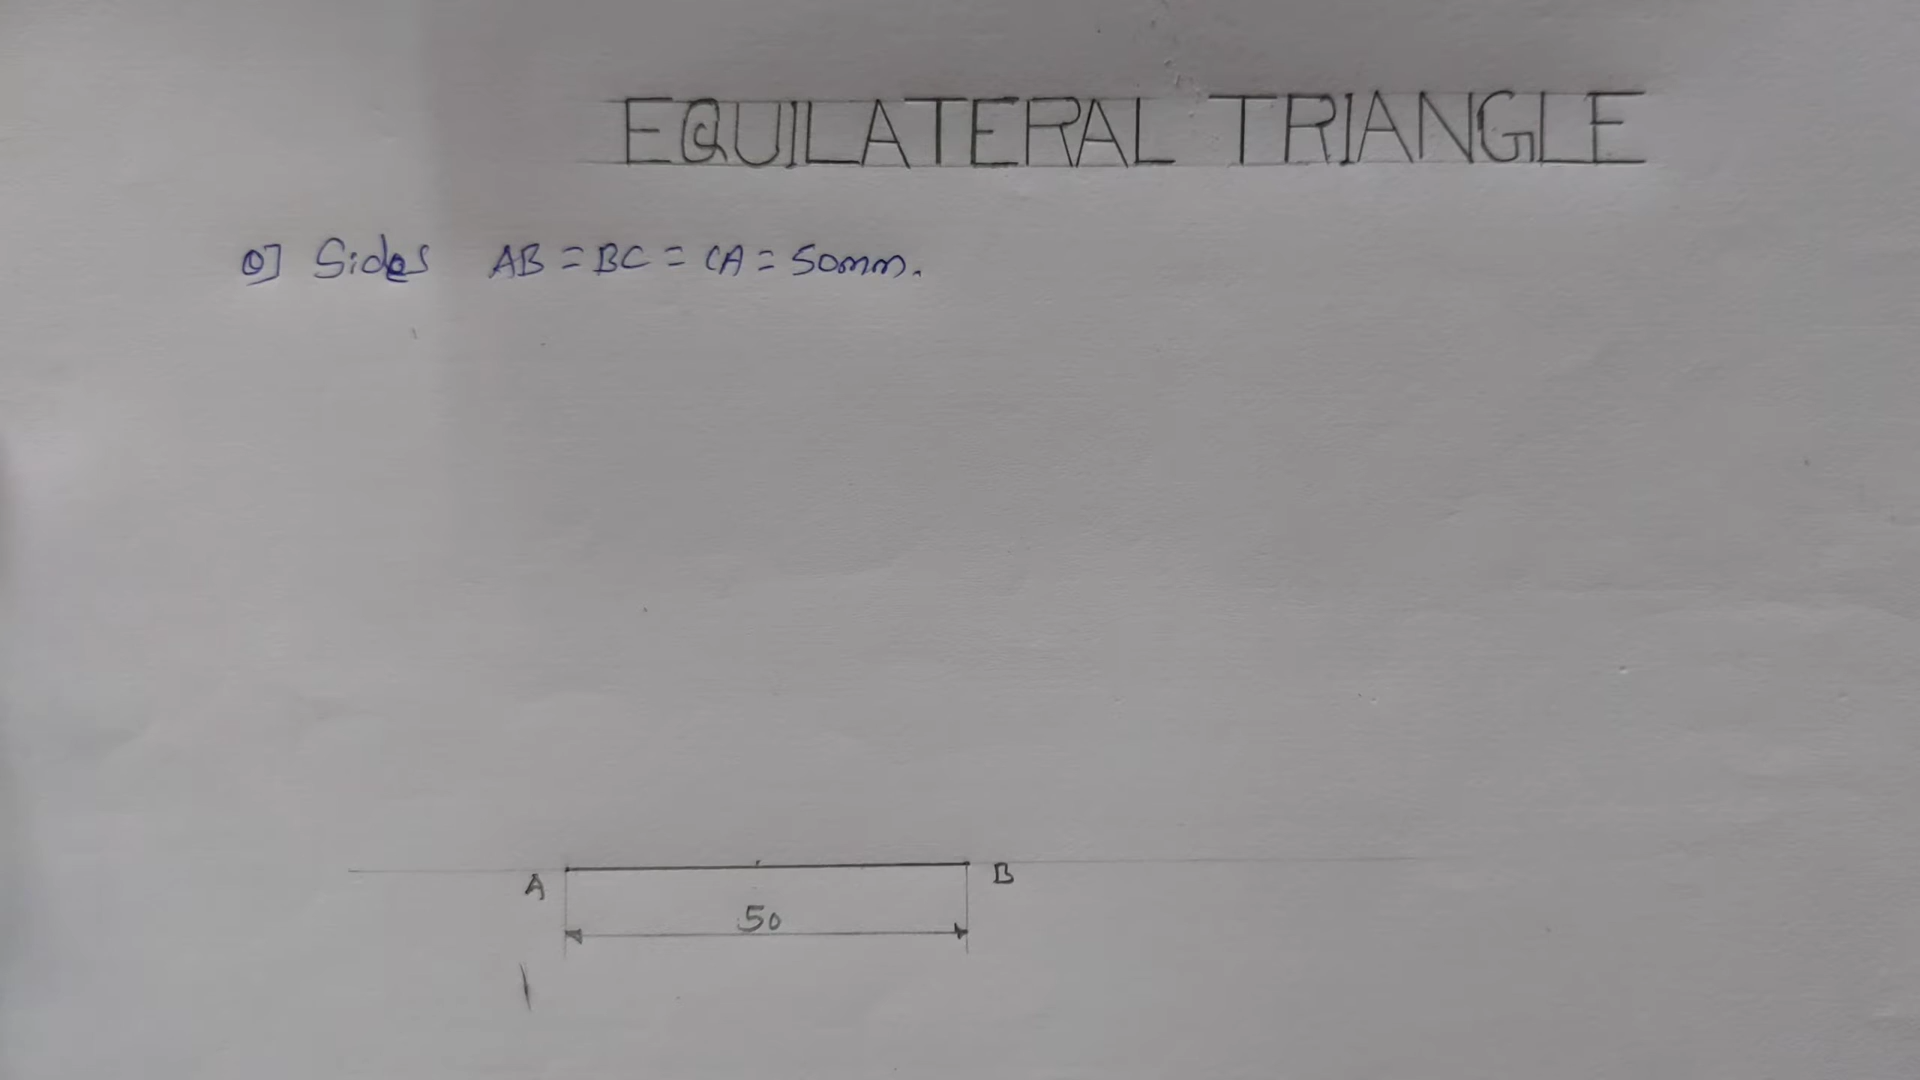 EQUILATERAL TRIANGLE
Sides AB = BC = CA = 50mm.
A
B
50